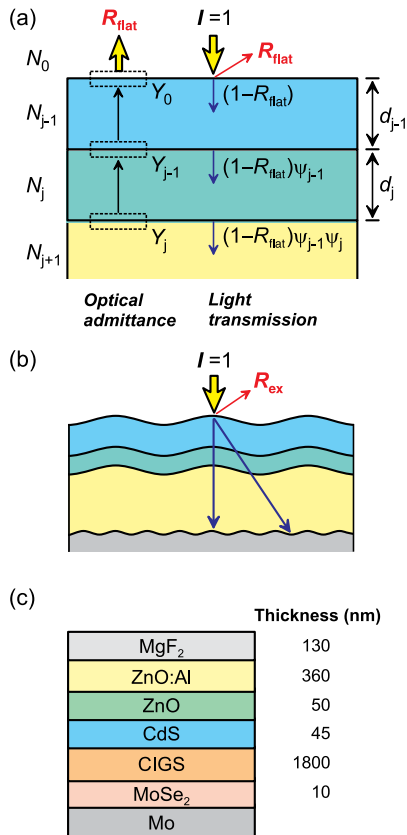 (a)
R_flat I=1
R_flat
N_0
Y_0 (1–R_flat)
N_j-1 d_j-1
Y_j-1 (1–R_flat)ψ_j-1
N_j d_j
Y_j (1–R_flat)ψ_j-1ψ_j
N_j+1
Optical admittance Light transmission
(b)
I=1
R_ex
(c)
Thickness (nm)
MgF₂ 130
ZnO:Al 360
ZnO 50
CdS 45
CIGS 1800
MoSe₂ 10
Mo